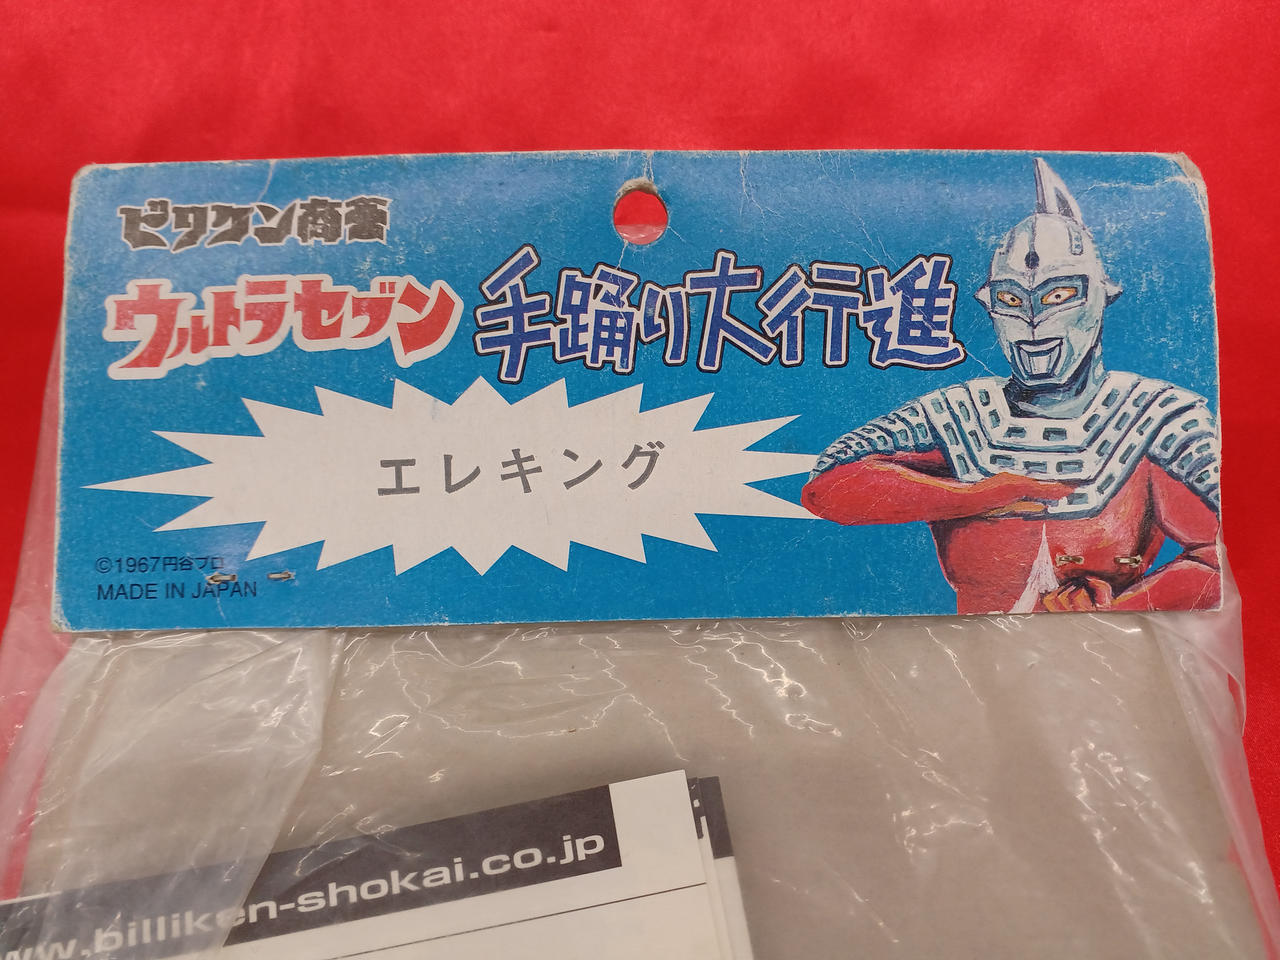 ビリケン商會
ウルトラセブン 手踊り大行進
エレキング
©1967円谷プロ
MADE IN JAPAN
www.billiken-shokai.co.jp